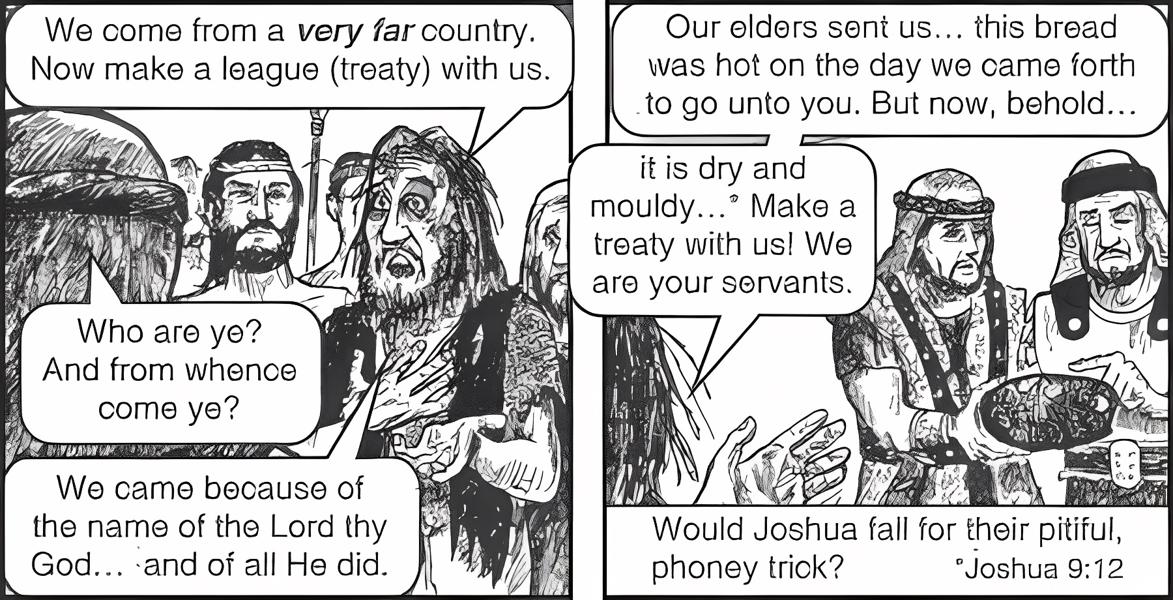 We come from a very far country.
Now make a league (treaty) with us.
Who are ye?
And from whence
come ye?
We came because of
the name of the Lord thy
God... and of all He did.
Our elders sent us... this bread
was hot on the day we came forth
to go unto you. But now, behold...
it is dry and
mouldy...* Make a
treaty with us! We
are your servants.
Would Joshua fall for their pitiful,
phoney trick? *Joshua 9:12